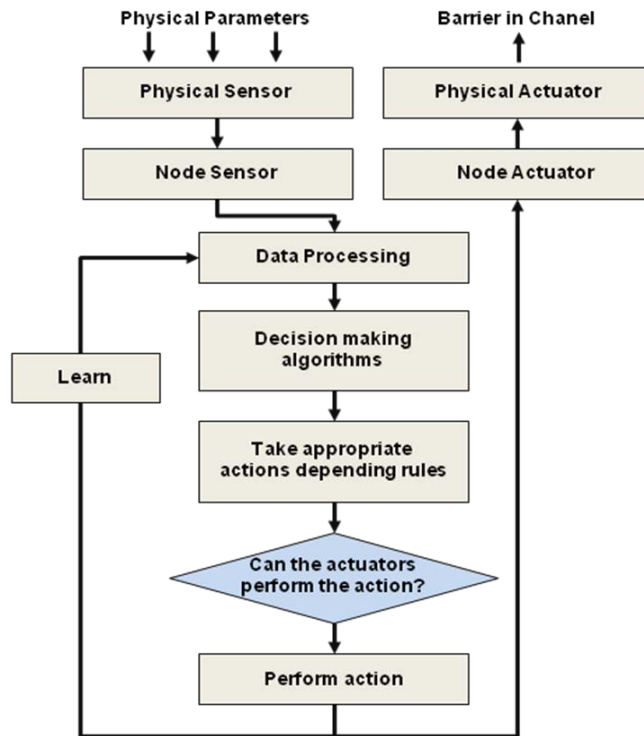 Physical Parameters
Barrier in Chanel
Physical Sensor
Physical Actuator
Node Sensor
Node Actuator
Data Processing
Decision making
algorithms
Learn
Take appropriate
actions depending rules
Can the actuators
perform the action?
Perform action